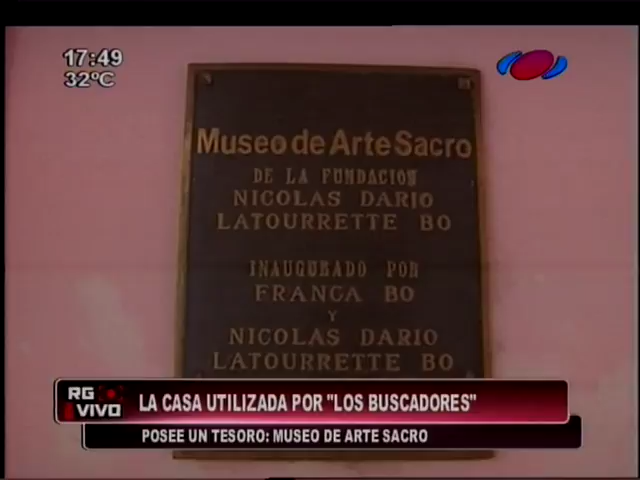 17:49
32ºC
Museo de Arte Sacro
DE LA FUNDACION
NICOLAS DARIO
LATOURRETTE BO
INAUGURADO POR
FRANCA BO
Y
NICOLAS DARIO
LATOURRETTE BO
RG
VIVO
LA CASA UTILIZADA POR "LOS BUSCADORES"
POSEE UN TESORO: MUSEO DE ARTE SACRO